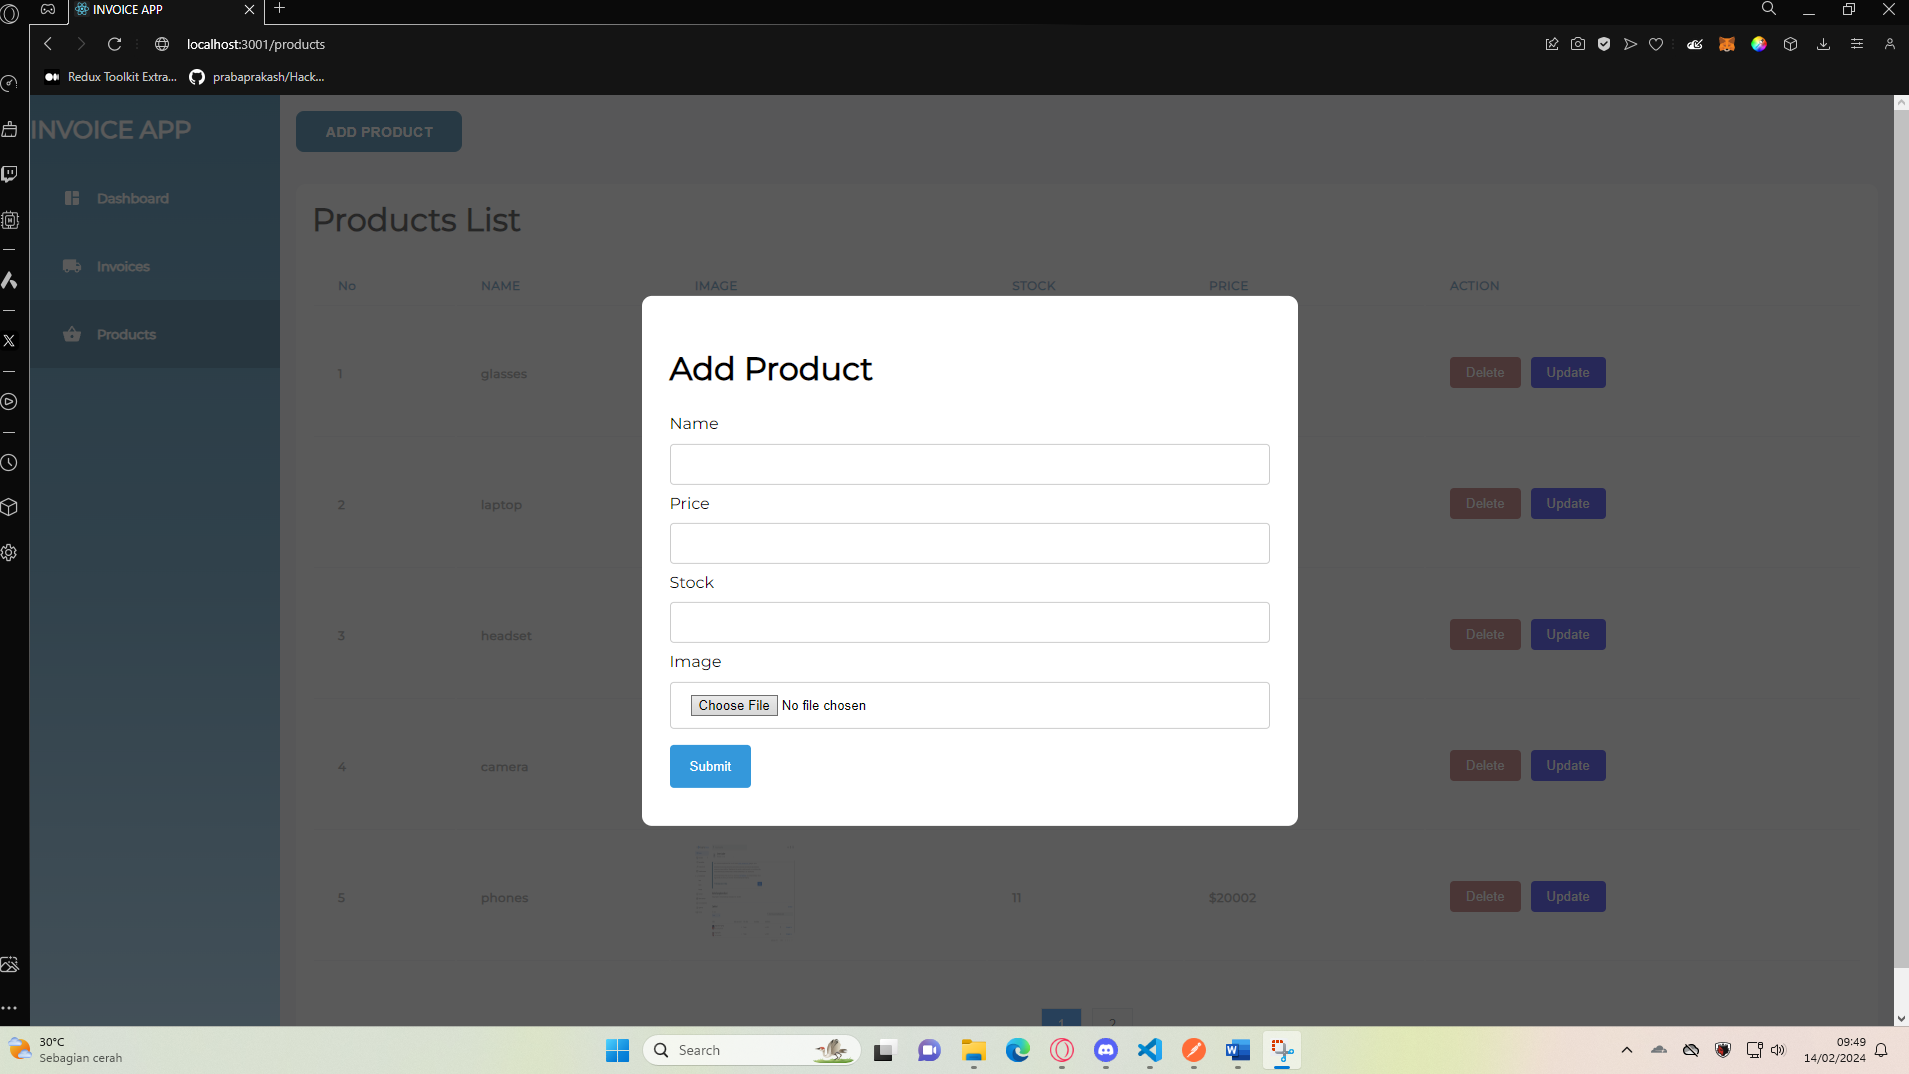 INVOICE APP
localhost:3001/products
Redux Toolkit Extra...
prabaprakash/Hack...
INVOICE APP
ADD PRODUCT
Dashboard
Invoices
Products
Products List
No NAME IMAGE STOCK PRICE ACTION
1 glasses Delete Update
2 laptop Delete Update
3 headset Delete Update
4 camera Delete Update
5 phones 11 $20002 Delete Update
1 2
Add Product
Name
Price
Stock
Image
Choose File No file chosen
Submit
30°C
Sebagian cerah
Search
09:49
14/02/2024